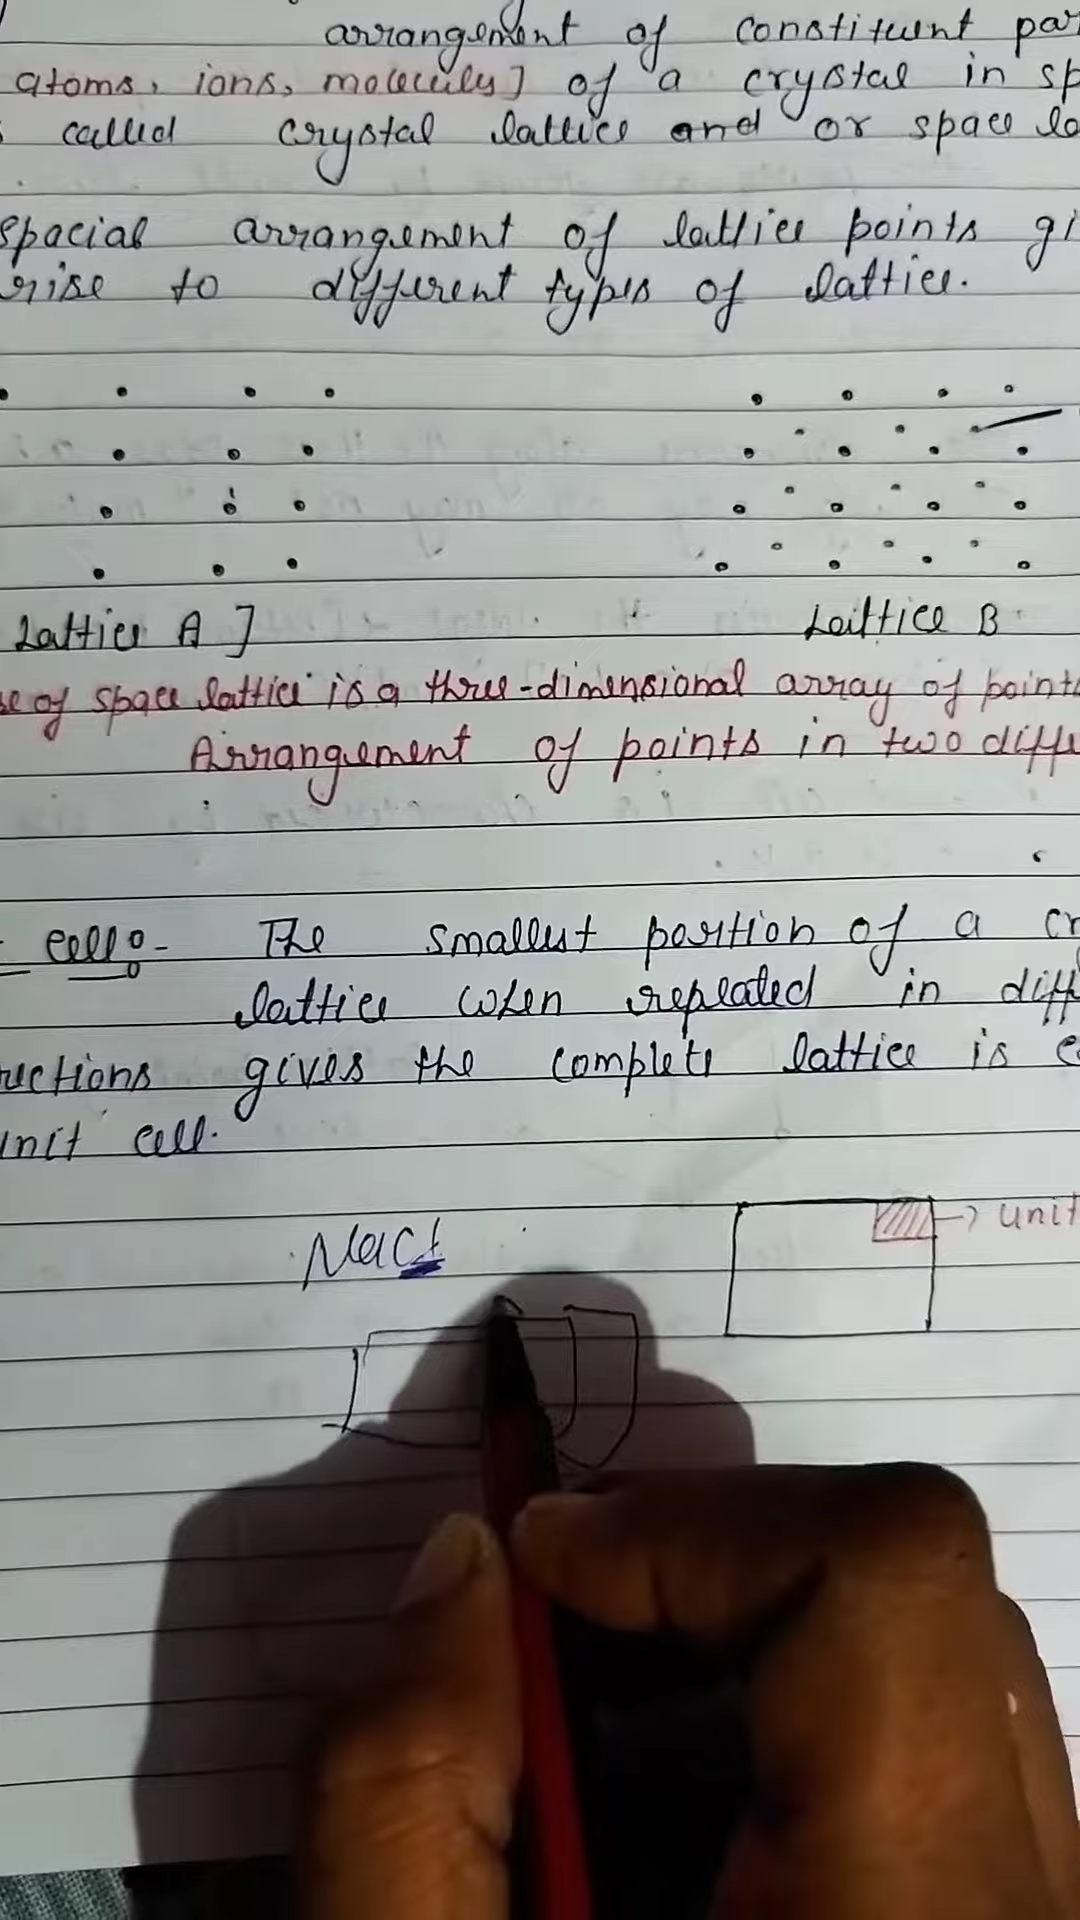 arrangement of constituent par
atoms, ions, molecules] of a crystal in sp
s called crystal lattice and or space la
spacial arrangement of lattice points gi
rise to different types of lattice.
Lattice A ]
Lattice B
se of space lattice is a three-dimensional array of points
Arrangement of points in two diffe
cell:- The smallest portion of a cr
lattice when repeated in diff
rections gives the complete lattice is c
unit cell.
NaCl
→ unit